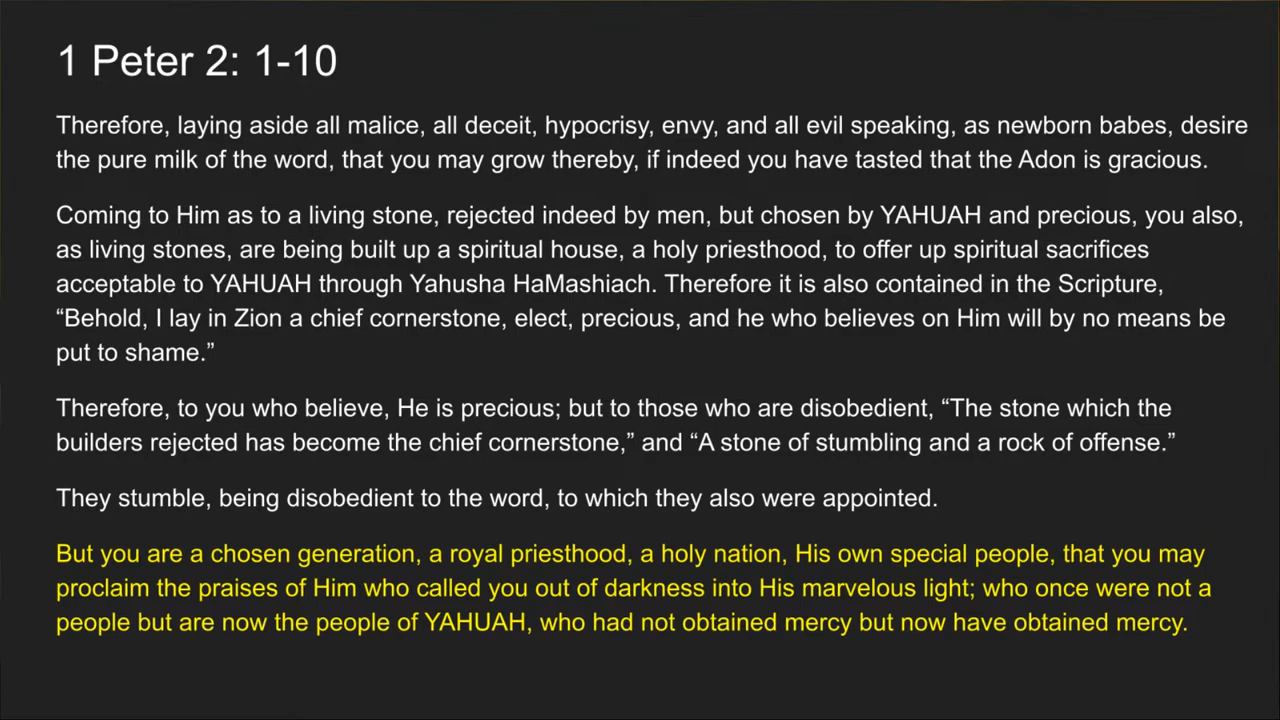 1 Peter 2: 1-10
Therefore, laying aside all malice, all deceit, hypocrisy, envy, and all evil speaking, as newborn babes, desire
the pure milk of the word, that you may grow thereby, if indeed you have tasted that the Adon is gracious.
Coming to Him as to a living stone, rejected indeed by men, but chosen by YAHUAH and precious, you also,
as living stones, are being built up a spiritual house, a holy priesthood, to offer up spiritual sacrifices
acceptable to YAHUAH through Yahusha HaMashiach. Therefore it is also contained in the Scripture,
“Behold, I lay in Zion a chief cornerstone, elect, precious, and he who believes on Him will by no means be
put to shame.”
Therefore, to you who believe, He is precious; but to those who are disobedient, “The stone which the
builders rejected has become the chief cornerstone,” and “A stone of stumbling and a rock of offense.”
They stumble, being disobedient to the word, to which they also were appointed.
But you are a chosen generation, a royal priesthood, a holy nation, His own special people, that you may
proclaim the praises of Him who called you out of darkness into His marvelous light; who once were not a
people but are now the people of YAHUAH, who had not obtained mercy but now have obtained mercy.